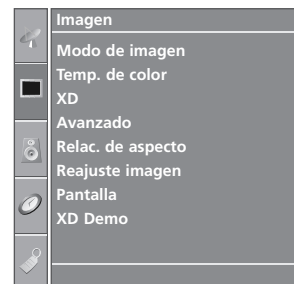 Imagen
Modo de imagen
Temp. de color
XD
Avanzado
Relac. de aspecto
Reajuste imagen
Pantalla
XD Demo